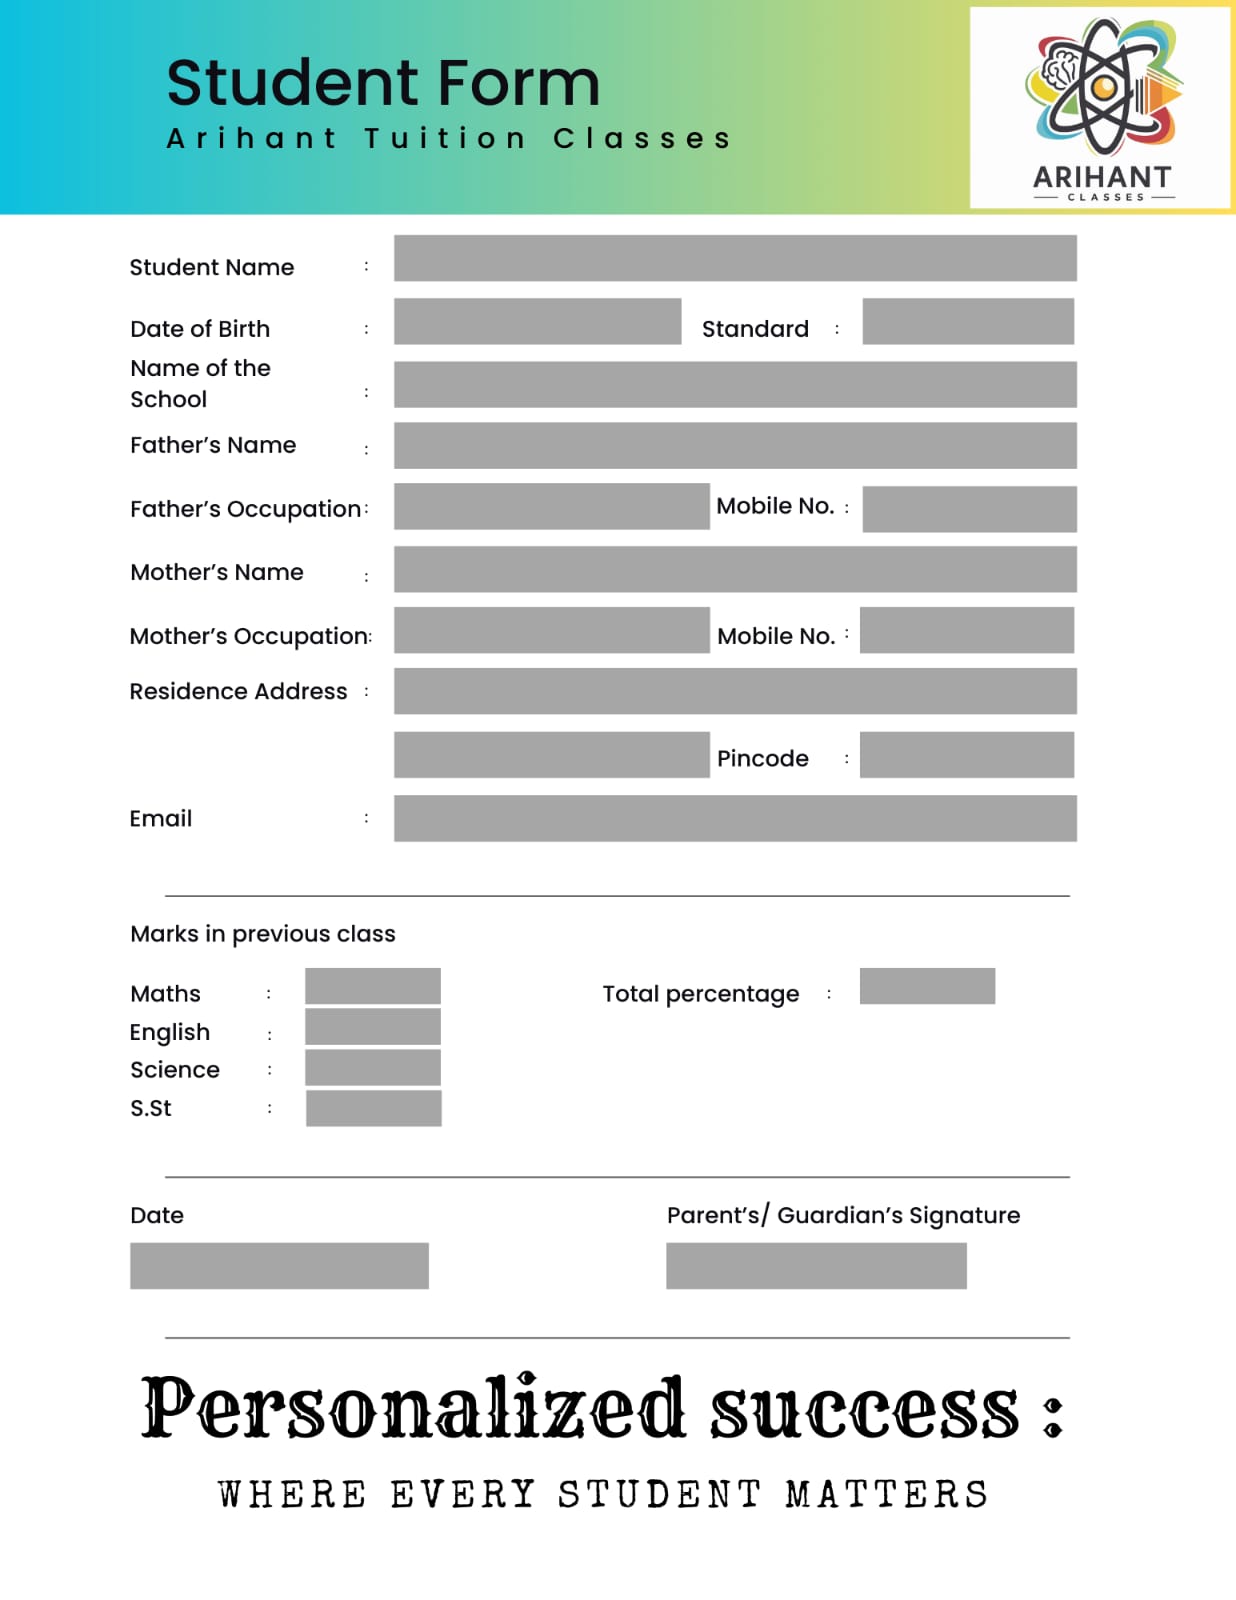 Student Form
Arihant Tuition Classes
ARIHANT
CLASSES
Student Name :
Date of Birth : Standard :
Name of the
School :
Father’s Name :
Father’s Occupation: Mobile No. :
Mother’s Name :
Mother’s Occupation: Mobile No. :
Residence Address :
Pincode :
Email :
Marks in previous class
Maths : Total percentage :
English :
Science :
S.St :
Date Parent’s/ Guardian’s Signature
Personalized success :
WHERE EVERY STUDENT MATTERS